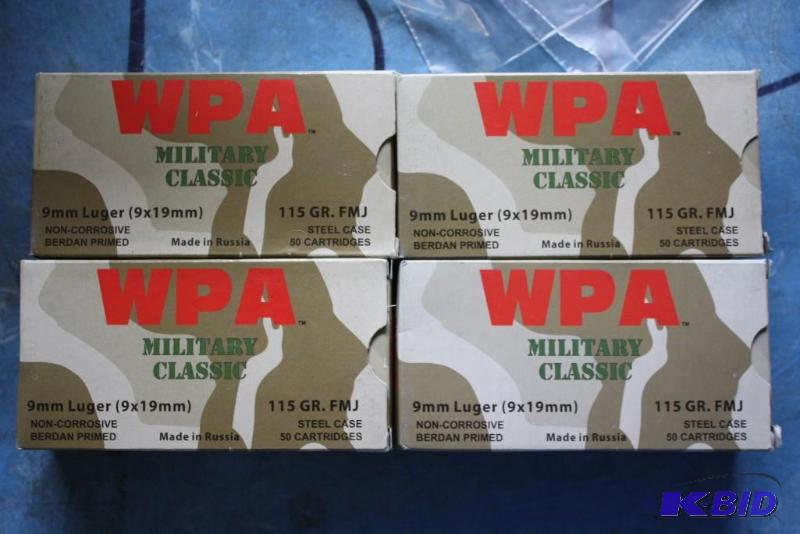 WPA™
MILITARY
CLASSIC
9mm Luger (9x19mm) 115 GR. FMJ
NON-CORROSIVE STEEL CASE
BERDAN PRIMED Made in Russia 50 CARTRIDGES
WPA™
MILITARY
CLASSIC
9mm Luger (9x19mm) 115 GR. FMJ
NON-CORROSIVE STEEL CASE
BERDAN PRIMED Made in Russia 50 CARTRIDGES
WPA™
MILITARY
CLASSIC
9mm Luger (9x19mm) 115 GR. FMJ
NON-CORROSIVE STEEL CASE
BERDAN PRIMED Made in Russia 50 CARTRIDGES
WPA™
MILITARY
CLASSIC
9mm Luger (9x19mm) 115 GR. FMJ
NON-CORROSIVE STEEL CASE
BERDAN PRIMED Made in Russia 50 CARTRIDGES
K-BID